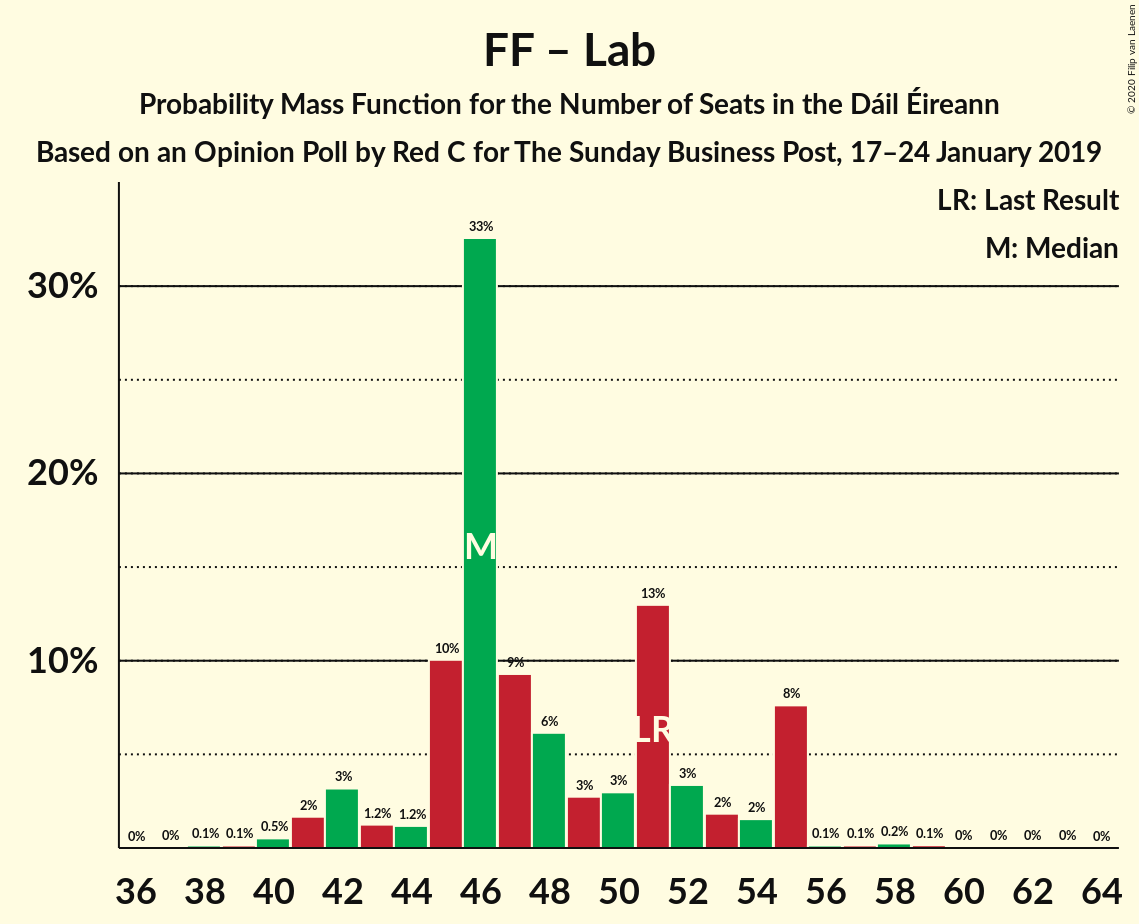 © 2020 Filip van Laenen
FF – Lab
Probability Mass Function for the Number of Seats in the Dáil Éireann
Based on an Opinion Poll by Red C for The Sunday Business Post, 17–24 January 2019
LR: Last Result
M: Median
30%
20%
10%
0% 0% 0.1% 0.1% 0.5% 2% 3% 1.2% 1.2% 10% 33% 9% 6% 3% 3% 13% 3% 2% 2% 8% 0.1% 0.1% 0.2% 0.1% 0% 0% 0% 0% 0%
M
LR
36 38 40 42 44 46 48 50 52 54 56 58 60 62 64